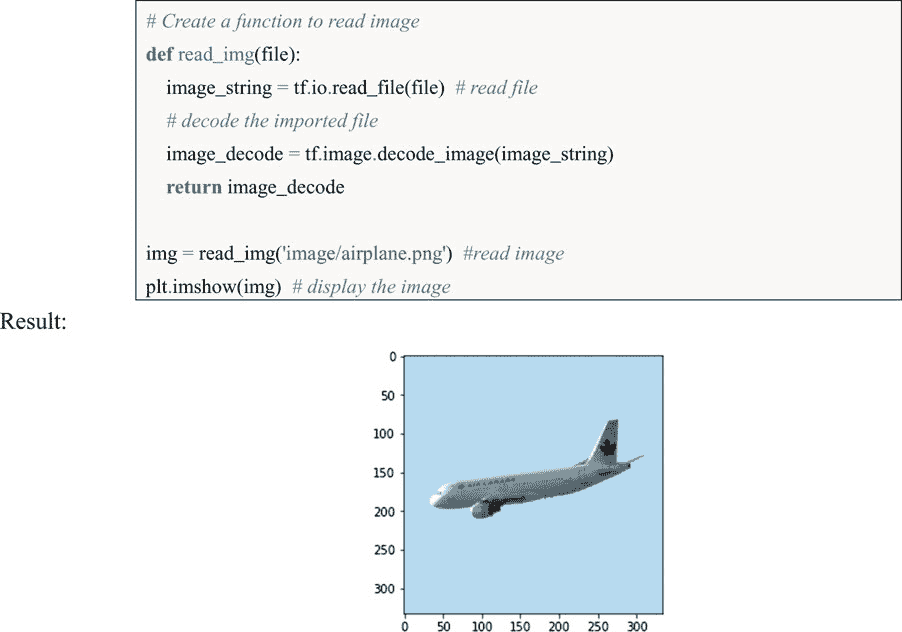 # Create a function to read image
def read_img(file):
image_string = tf.io.read_file(file)  # read file
# decode the imported file
image_decode = tf.image.decode_image(image_string)
return image_decode
img = read_img('image/airplane.png')  #read image
plt.imshow(img)  # display the image
Result:
0
50
100
150
AIR CANADA
200
250
300
0 50 100 150 200 250 300